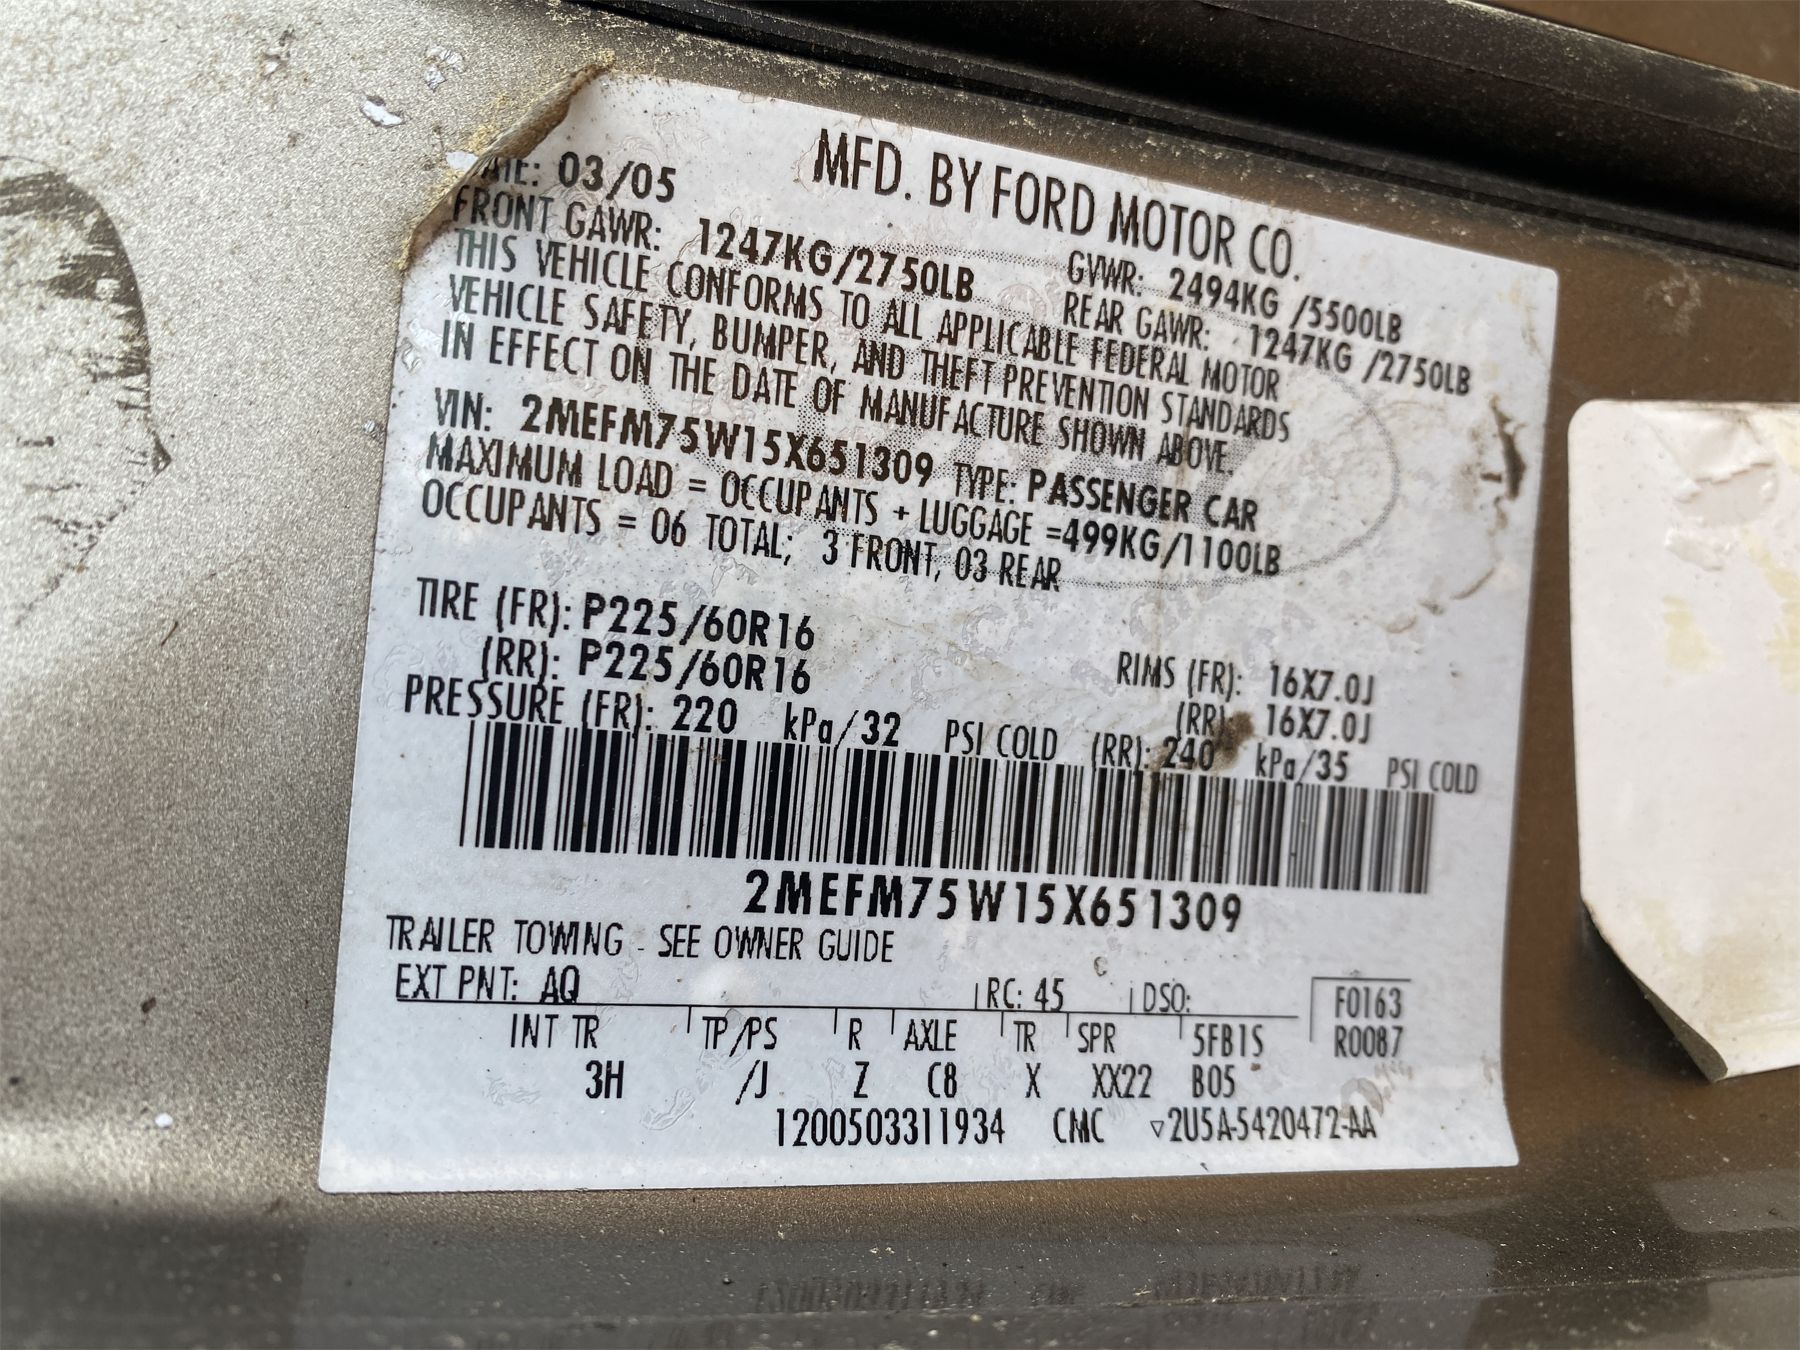 MFD. BY FORD MOTOR CO.
03/05
GVWR: 2494KG /5500LB
FRONT GAWR: 1247KG/2750LB
REAR GAWR: 1247KG /2750LB
THIS VEHICLE CONFORMS TO ALL APPLICABLE FEDERAL MOTOR
VEHICLE SAFETY, BUMPER, AND THEFT PREVENTION STANDARDS
IN EFFECT ON THE DATE OF MANUFACTURE SHOWN ABOVE.
VIN: 2MEFM75W15X651309 TYPE: PASSENGER CAR
MAXIMUM LOAD = OCCUPANTS + LUGGAGE =499KG/1100LB
OCCUPANTS = 06 TOTAL; 3 FRONT, 03 REAR
TIRE (FR): P225/60R16 RIMS (FR): 16X7.0J
(RR): P225/60R16 (RR): 16X7.0J
PRESSURE (FR): 220 kPa/32 PSI COLD (RR): 240 kPa/35 PSI COLD
2MEFM75W15X651309
TRAILER TOWING - SEE OWNER GUIDE
EXT PNT: AQ RC: 45 DSO: F0163
INT TR TP/PS R AXLE TR SPR 5FB1S R0087
3H /J Z C8 X XX22 B05
1200503311934 CMC ▽2U5A-5420472-AA